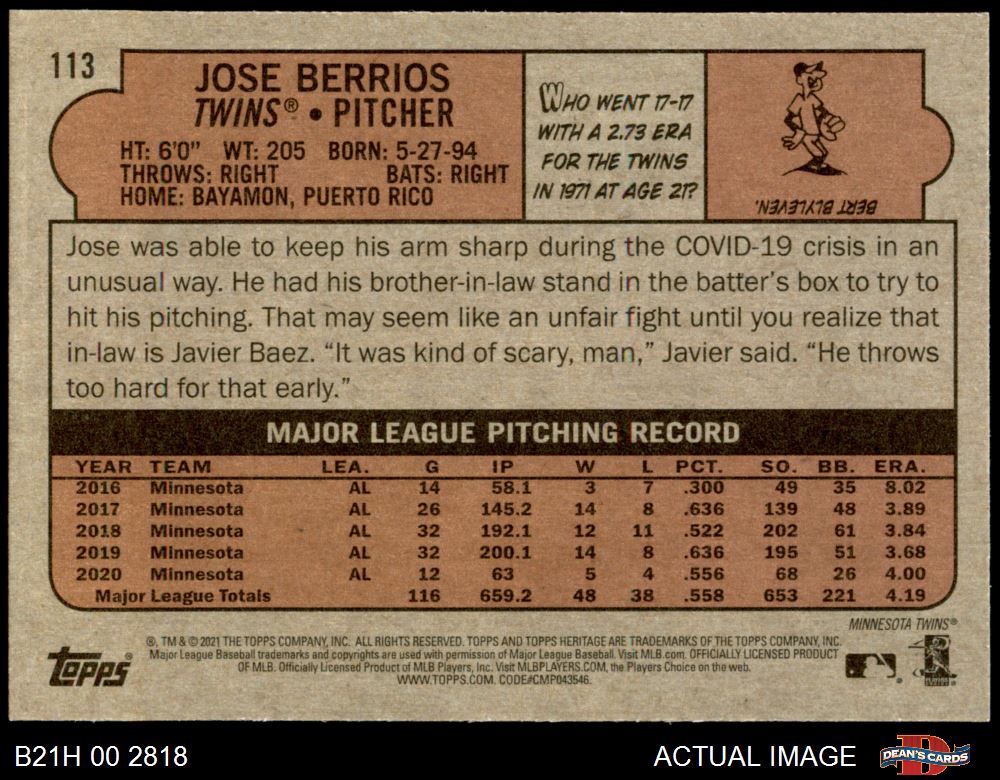 113
JOSE BERRIOS
TWINS® • PITCHER
HT: 6'0" WT: 205 BORN: 5-27-94
THROWS: RIGHT BATS: RIGHT
HOME: BAYAMON, PUERTO RICO
WHO WENT 17-17
WITH A 2.73 ERA
FOR THE TWINS
IN 1971 AT AGE 21?
BERT BLYLEVEN.
Jose was able to keep his arm sharp during the COVID-19 crisis in an
unusual way. He had his brother-in-law stand in the batter's box to try to
hit his pitching. That may seem like an unfair fight until you realize that
in-law is Javier Baez. “It was kind of scary, man,” Javier said. “He throws
too hard for that early.”
MAJOR LEAGUE PITCHING RECORD
YEAR TEAM LEA. G IP W L PCT. SO. BB. ERA.
2016 Minnesota AL 14 58.1 3 7 .300 49 35 8.02
2017 Minnesota AL 26 145.2 14 8 .636 139 48 3.89
2018 Minnesota AL 32 192.1 12 11 .522 202 61 3.84
2019 Minnesota AL 32 200.1 14 8 .636 195 51 3.68
2020 Minnesota AL 12 63 5 4 .556 68 26 4.00
Major League Totals 116 659.2 48 38 .558 653 221 4.19
MINNESOTA TWINS®
®, TM & © 2021 THE TOPPS COMPANY, INC. ALL RIGHTS RESERVED. TOPPS AND TOPPS HERITAGE ARE TRADEMARKS OF THE TOPPS COMPANY, INC.
Major League Baseball trademarks and copyrights are used with permission of Major League Baseball. Visit MLB.com. OFFICIALLY LICENSED PRODUCT
OF MLB. Officially Licensed Product of MLB Players, Inc. Visit MLBPLAYERS.COM, the Players Choice on the web.
WWW.TOPPS.COM. CODE#CMP043546.
Topps®
B21H 00 2818
ACTUAL IMAGE
DEAN'S CARDS